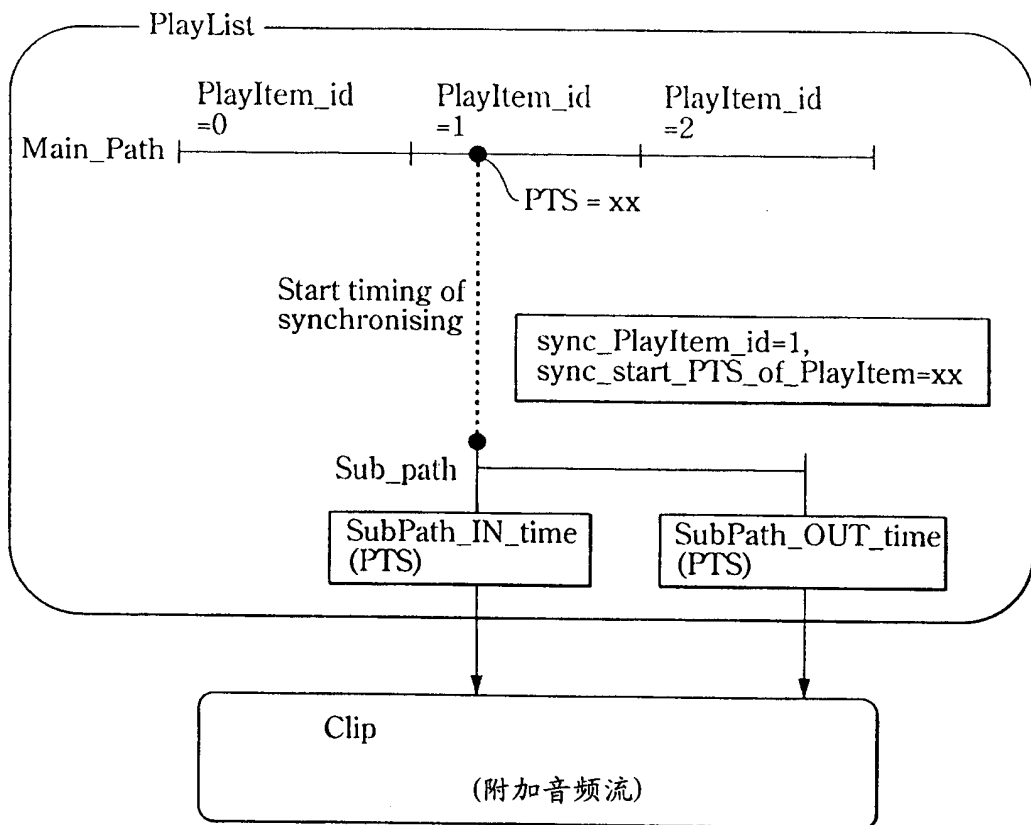 PlayList
PlayItem_id
=0
PlayItem_id
=1
PlayItem_id
=2
Main_Path
PTS = xx
Start timing of
synchronising
sync_PlayItem_id=1,
sync_start_PTS_of_PlayItem=xx
Sub_path
SubPath_IN_time
(PTS)
SubPath_OUT_time
(PTS)
Clip
(附加音频流)